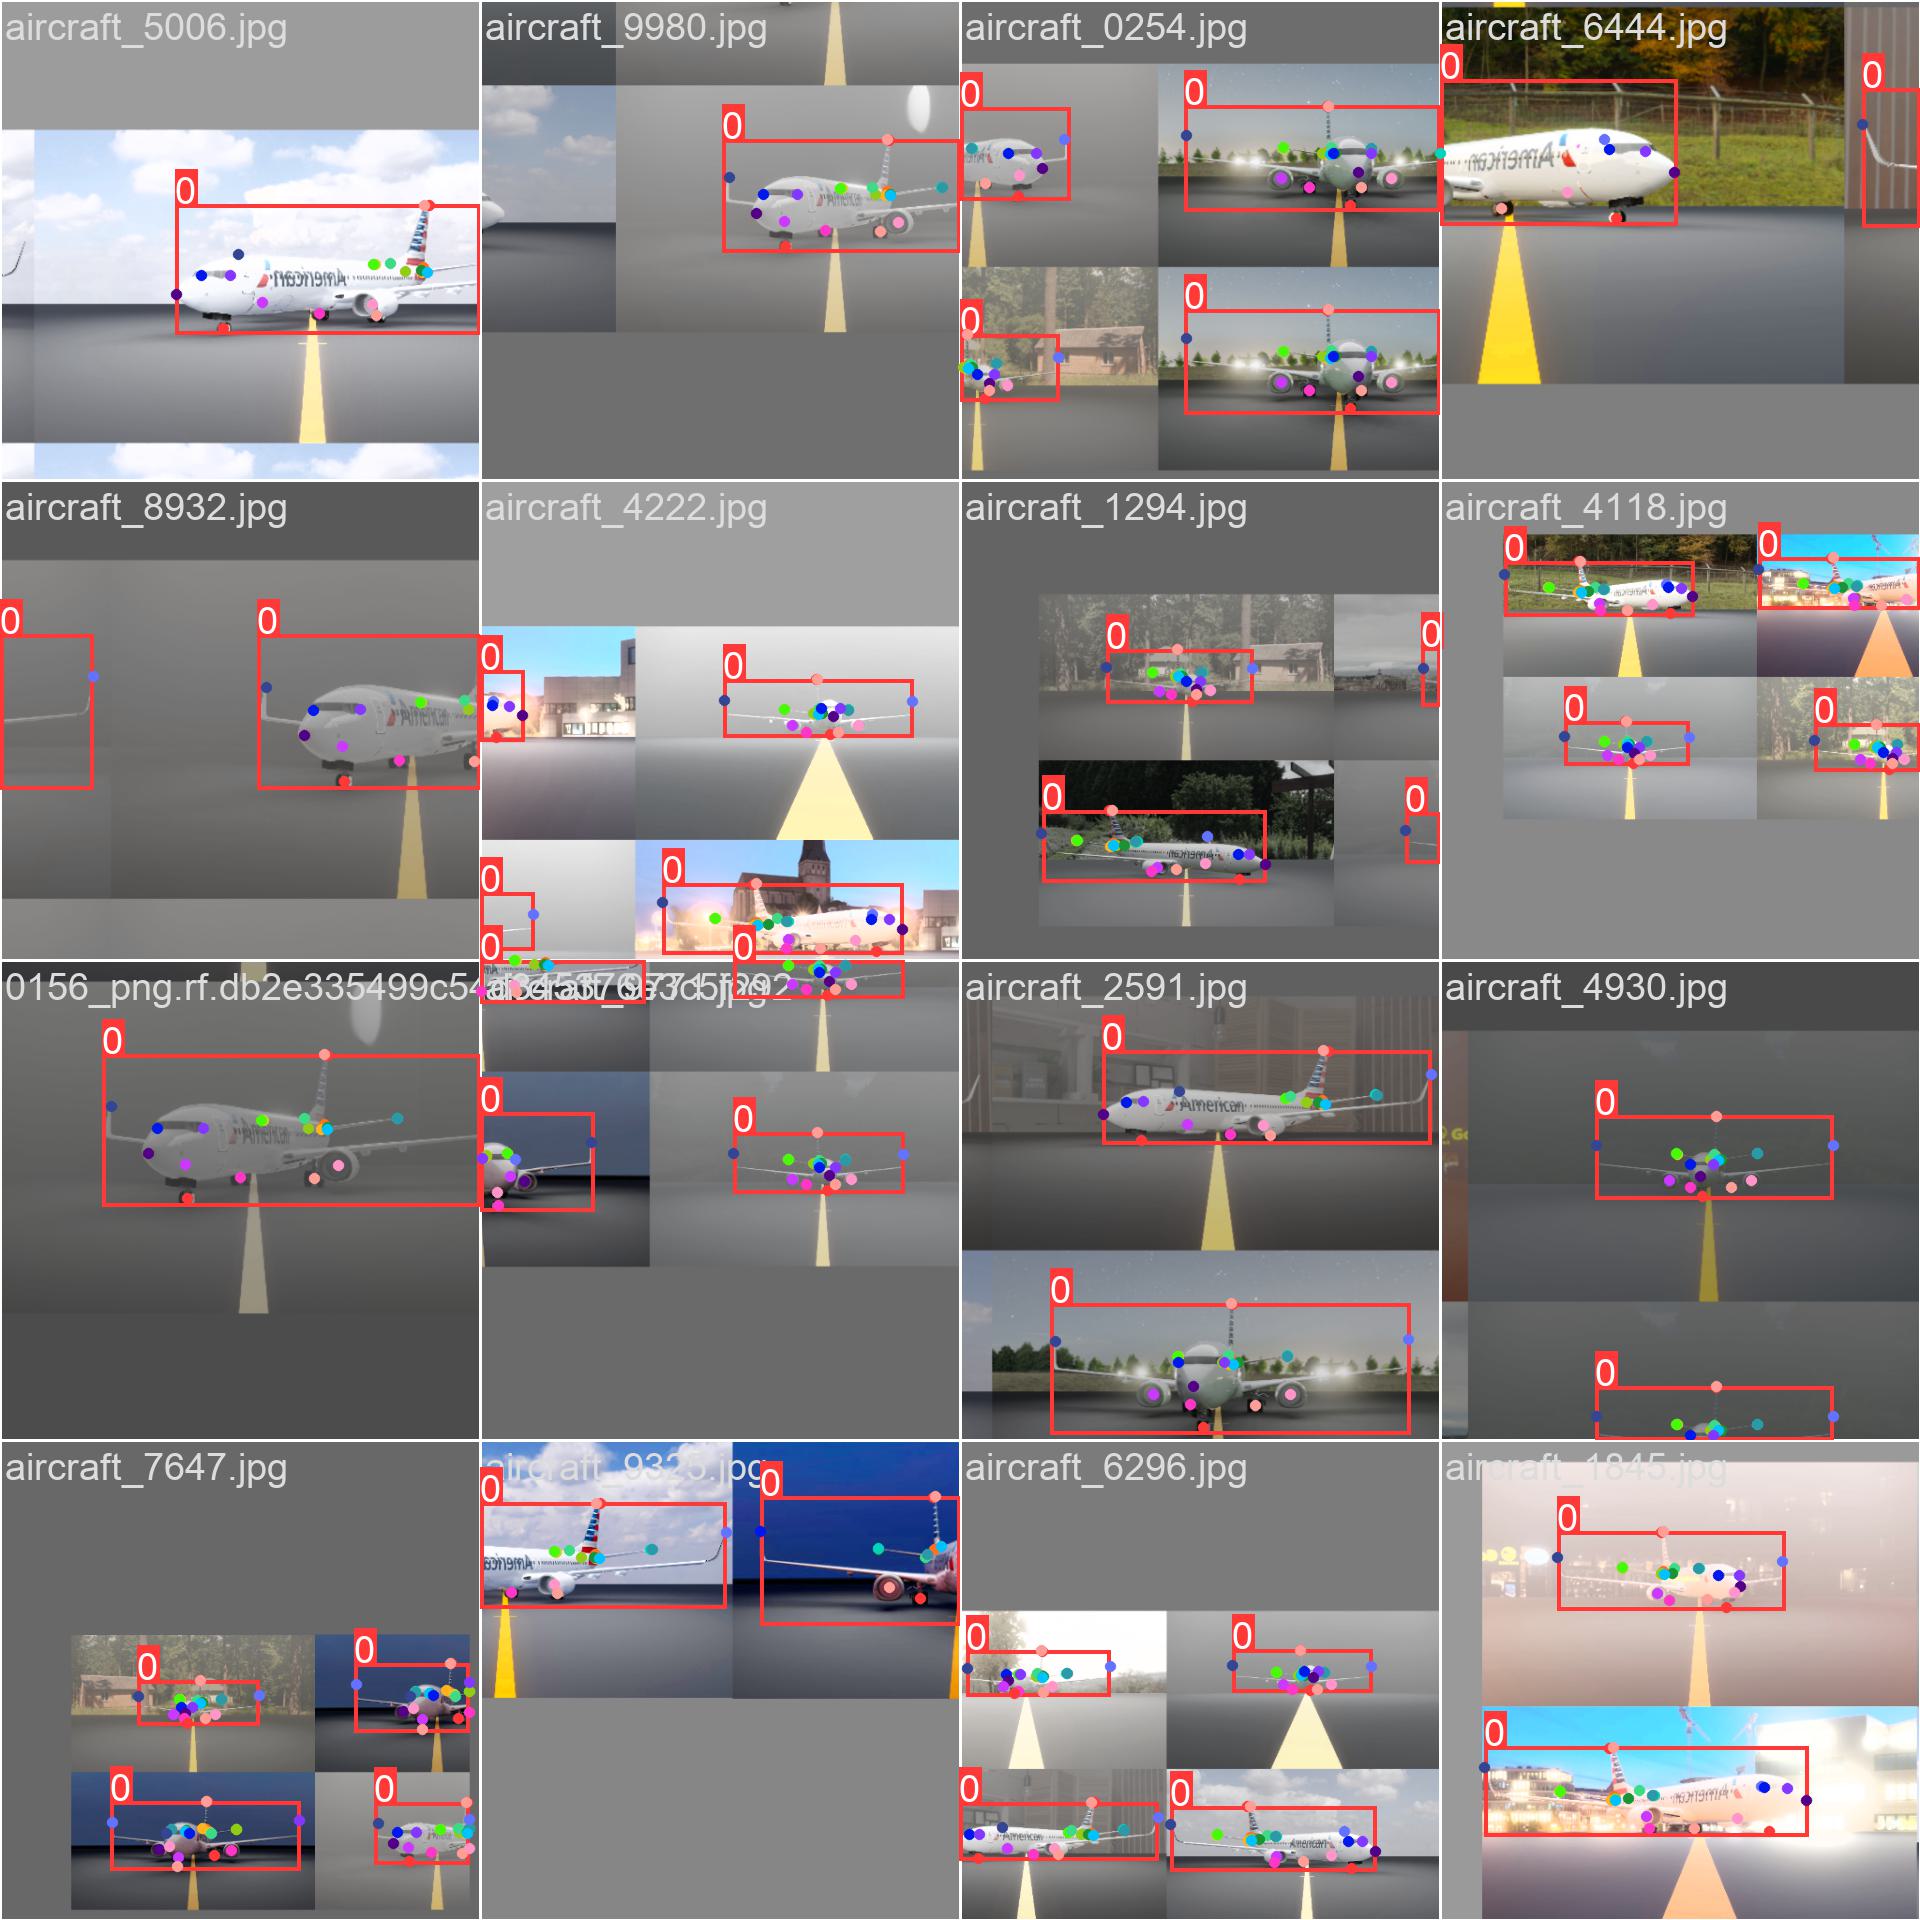 aircraft_5006.jpg
aircraft_9980.jpg
aircraft_0254.jpg
aircraft_6444.jpg
0
0
0
0
0
0
American
American
American
0
0
aircraft_8932.jpg
aircraft_4222.jpg
aircraft_1294.jpg
aircraft_4118.jpg
0
0
0
0
0
0
0
0
American
0
0
0
0
0
0
0
0
0
American
0156_png.rf.db2e335499c54
aircraft_2591.jpg
aircraft_4930.jpg
0
0
0
0
0
American
American
0
0
aircraft_7647.jpg
aircraft_9325.jpg
aircraft_6296.jpg
aircraft_1845.jpg
0
0
0
American
0
0
0
0
0
0
0
0
0
American
American
American